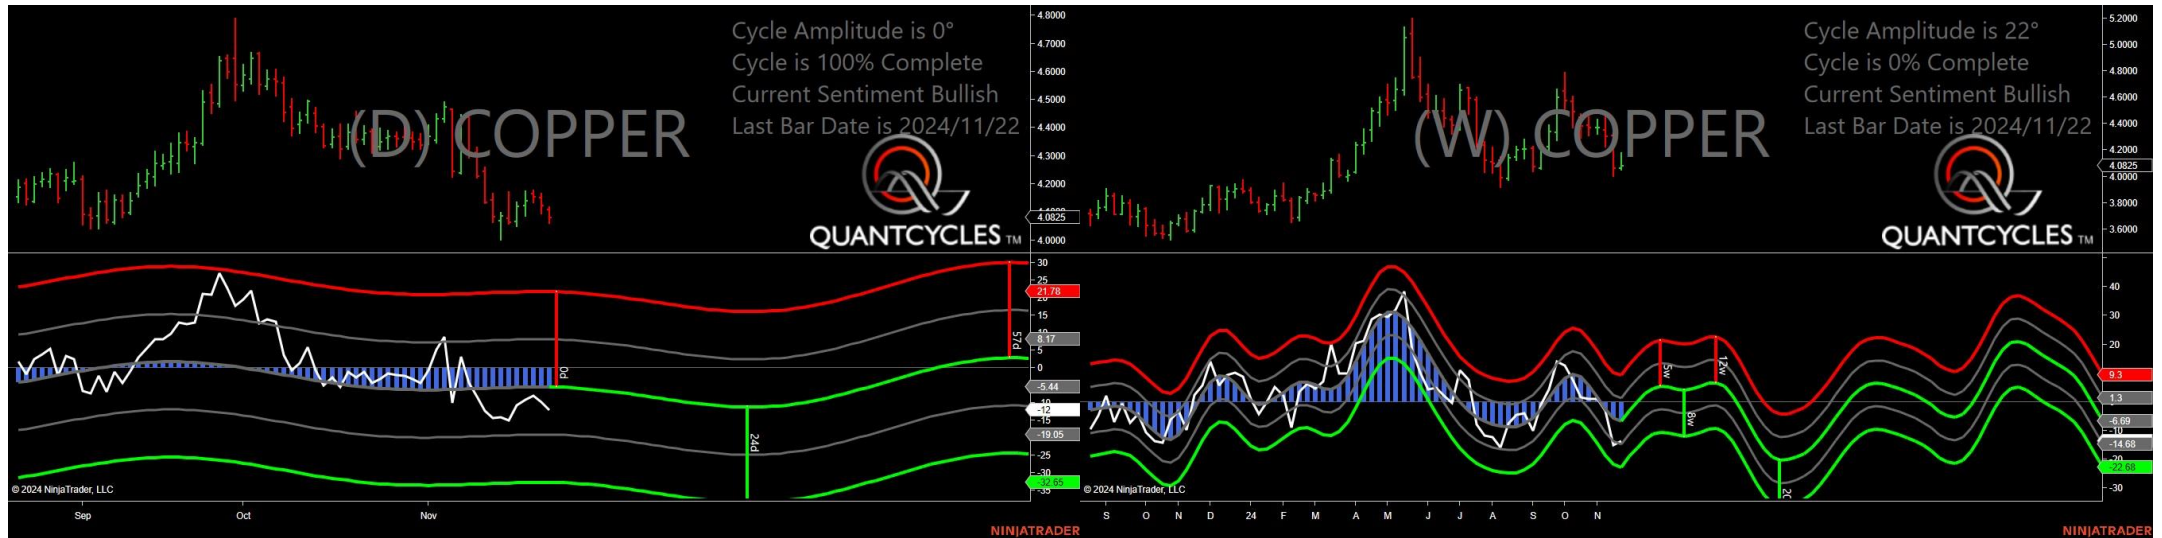 Cycle Amplitude is 0°
Cycle is 100% Complete
Current Sentiment Bullish
Last Bar Date is 2024/11/22
(D) COPPER
QUANTCYCLES TM
4.8000
4.7000
4.6000
4.5000
4.4000
4.3000
4.2000
4.0825
4.0000
30
25
21.78
15
8.17
5
0
-5.44
-12
-15
-19.05
-25
-30
-32.65
-35
0d
24d
57d
© 2024 NinjaTrader, LLC
Sep Oct Nov
NINJATRADER
Cycle Amplitude is 22°
Cycle is 0% Complete
Current Sentiment Bullish
Last Bar Date is 2024/11/22
(W) COPPER
QUANTCYCLES TM
5.2000
5.0000
4.8000
4.6000
4.4000
4.2000
4.0825
4.0000
3.8000
3.6000
40
30
20
9.3
1.3
-6.69
-10
-14.68
-22.68
-30
5w
8w
12w
© 2024 NinjaTrader, LLC
S O N D 24 F M A M J J A S O N
NINJATRADER